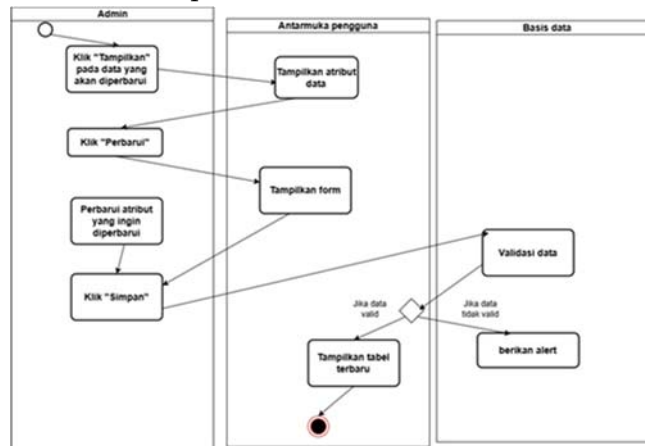 Admin
Antarmuka pengguna
Basis data
Klik "Tampilkan"
pada data yang
akan diperbarui
Tampilkan atribut
data
Klik "Perbarui"
Tampilkan form
Perbarui atribut
yang ingin
diperbarui
Klik "Simpan"
Validasi data
Jika data
valid
Jika data
tidak valid
Tampilkan tabel
terbaru
berikan alert